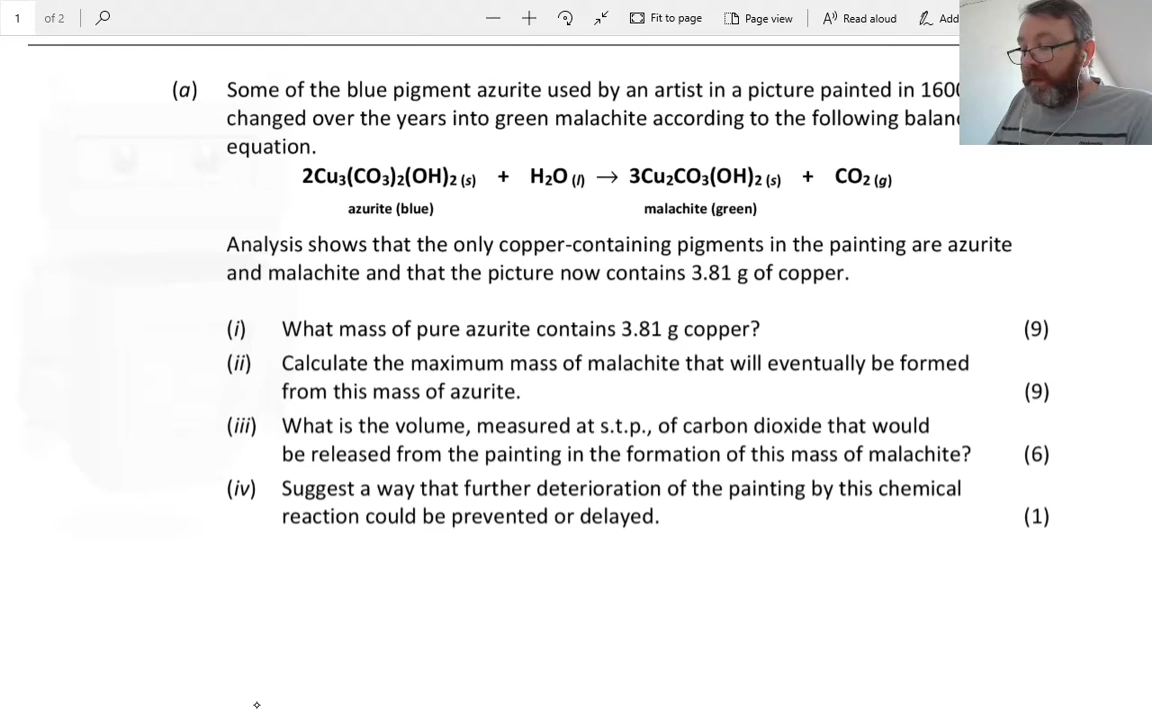 1 of 2 Fit to page Page view Read aloud Add
(a) Some of the blue pigment azurite used by an artist in a picture painted in
changed over the years into green malachite according to the following
equation.
2Cu₃(CO₃)₂(OH)₂ (s) + H₂O (l) → 3Cu₂CO₃(OH)₂ (s) + CO₂ (g)
azurite (blue) malachite (green)
Analysis shows that the only copper-containing pigments in the painting are azurite
and malachite and that the picture now contains 3.81 g of copper.
(i) What mass of pure azurite contains 3.81 g copper? (9)
(ii) Calculate the maximum mass of malachite that will eventually be formed
from this mass of azurite. (9)
(iii) What is the volume, measured at s.t.p., of carbon dioxide that would
be released from the painting in the formation of this mass of malachite? (6)
(iv) Suggest a way that further deterioration of the painting by this chemical
reaction could be prevented or delayed. (1)